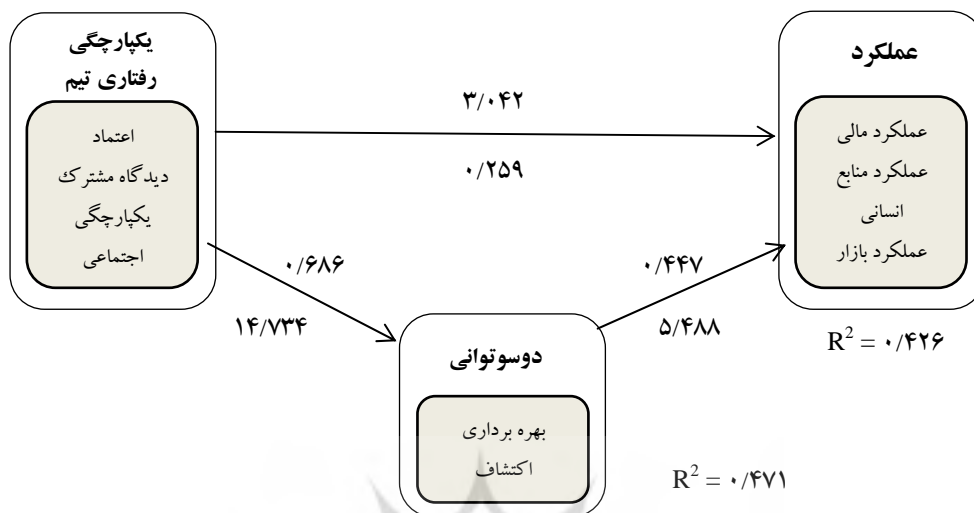 یکپارچگی
رفتاری تیم
اعتماد
دیدگاه مشترک
یکپارچگی
اجتماعی
عملکرد
عملکرد مالی
عملکرد منابع
انسانی
عملکرد بازار
۳/۰۴۲
۰/۲۵۹
۰/۶۸۶
۱۴/۷۳۴
۰/۴۴۷
۵/۴۸۸
R² = ۰/۴۲۶
دوسوتوانی
بهره برداری
اکتشاف
R² = ۰/۴۷۱